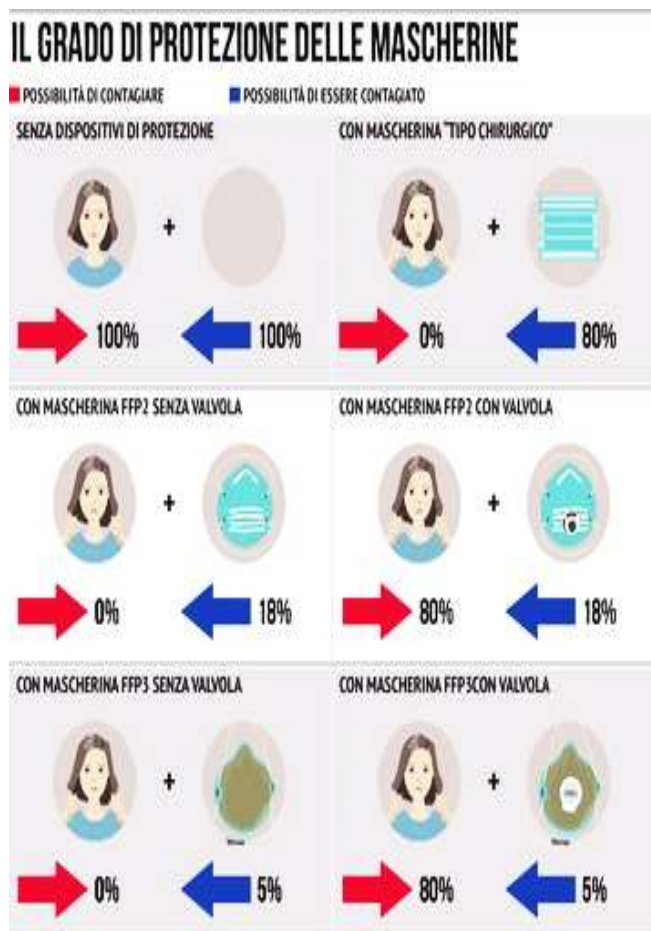 IL GRADO DI PROTEZIONE DELLE MASCHERINE
POSSIBILITÀ DI CONTAGIARE
POSSIBILITÀ DI ESSERE CONTAGIATO
SENZA DISPOSITIVI DI PROTEZIONE
CON MASCHERINA "TIPO CHIRURGICO"
+
+
100%
100%
0%
80%
CON MASCHERINA FFP2 SENZA VALVOLA
CON MASCHERINA FFP2 CON VALVOLA
+
+
0%
18%
80%
18%
CON MASCHERINA FFP3 SENZA VALVOLA
CON MASCHERINA FFP3CON VALVOLA
+
+
0%
5%
80%
5%